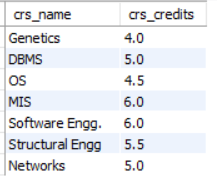 crs_name crs_credits
Genetics 4.0
DBMS 5.0
OS 4.5
MIS 6.0
Software Engg. 6.0
Structural Engg 5.5
Networks 5.0